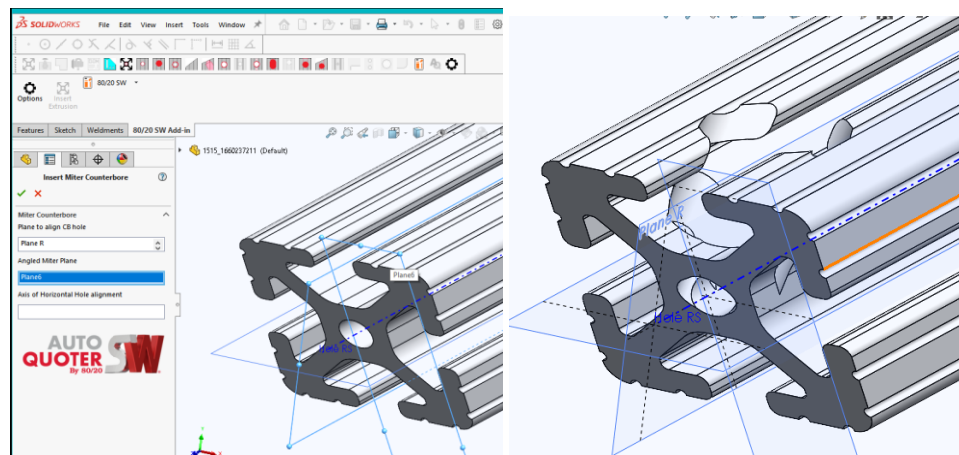 SOLIDWORKS File Edit View Insert Tools Window
80/20 SW
Options
Insert
Extrusion
Features Sketch Weldments 80/20 SW Add-in
1515_1660237211 (Default)
Insert Miter Counterbore
Miter Counterbore
Plane to align CB hole
Plane R
Angled Miter Plane
Plane6
Axis of Horizontal Hole alignment
AUTO
QUOTER SW
By 80/20
Plane6
Hole RS
Plane R
Hole RS